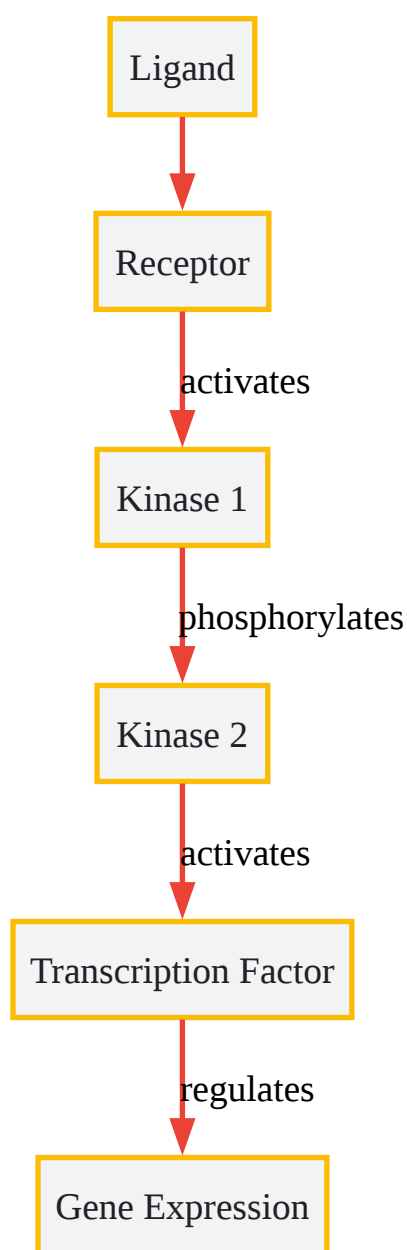 Ligand
Receptor
activates
Kinase 1
phosphorylates
Kinase 2
activates
Transcription Factor
regulates
Gene Expression